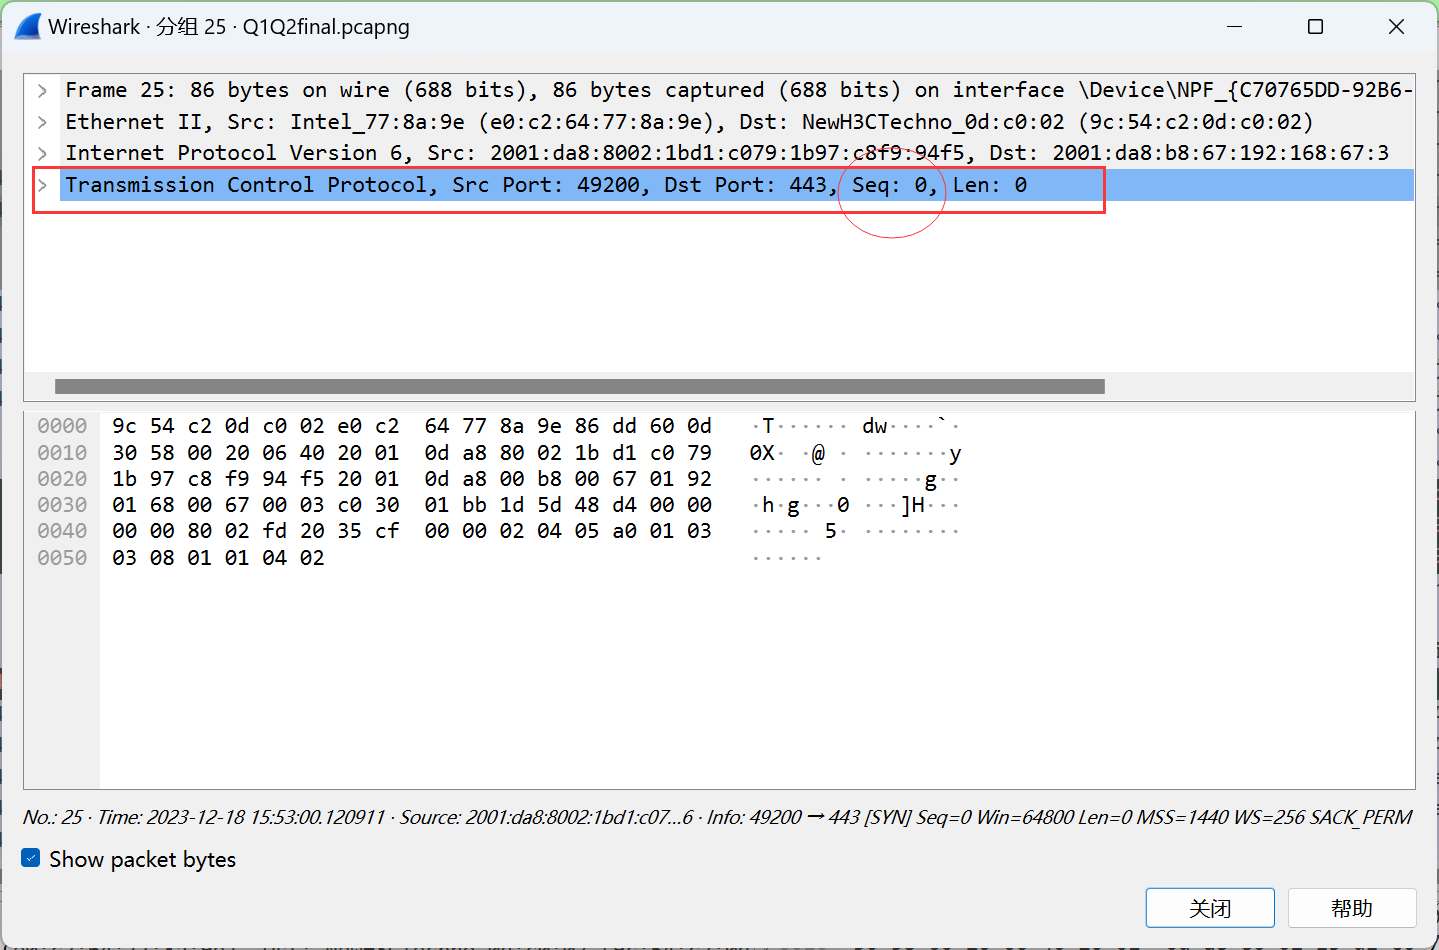 Wireshark · 分组 25 · Q1Q2final.pcapng
Frame 25: 86 bytes on wire (688 bits), 86 bytes captured (688 bits) on interface \Device\NPF_{C70765DD-92B6-
Ethernet II, Src: Intel_77:8a:9e (e0:c2:64:77:8a:9e), Dst: NewH3CTechno_0d:c0:02 (9c:54:c2:0d:c0:02)
Internet Protocol Version 6, Src: 2001:da8:8002:1bd1:c079:1b97:c8f9:94f5, Dst: 2001:da8:b8:67:192:168:67:3
Transmission Control Protocol, Src Port: 49200, Dst Port: 443, Seq: 0, Len: 0
0000 9c 54 c2 0d c0 02 e0 c2 64 77 8a 9e 86 dd 60 0d ·T······ dw····`·
0010 30 58 00 20 06 40 20 01 0d a8 80 02 1b d1 c0 79 0X· ·@ · ·······y
0020 1b 97 c8 f9 94 f5 20 01 0d a8 00 b8 00 67 01 92 ······ · ·····g··
0030 01 68 00 67 00 03 c0 30 01 bb 1d 5d 48 d4 00 00 ·h·g···0 ···]H···
0040 00 00 80 02 fd 20 35 cf 00 00 02 04 05 a0 01 03 ····· 5· ········
0050 03 08 01 01 04 02 ······
No.: 25 · Time: 2023-12-18 15:53:00.120911 · Source: 2001:da8:8002:1bd1:c07...6 · Info: 49200 → 443 [SYN] Seq=0 Win=64800 Len=0 MSS=1440 WS=256 SACK_PERM
Show packet bytes
关闭
帮助